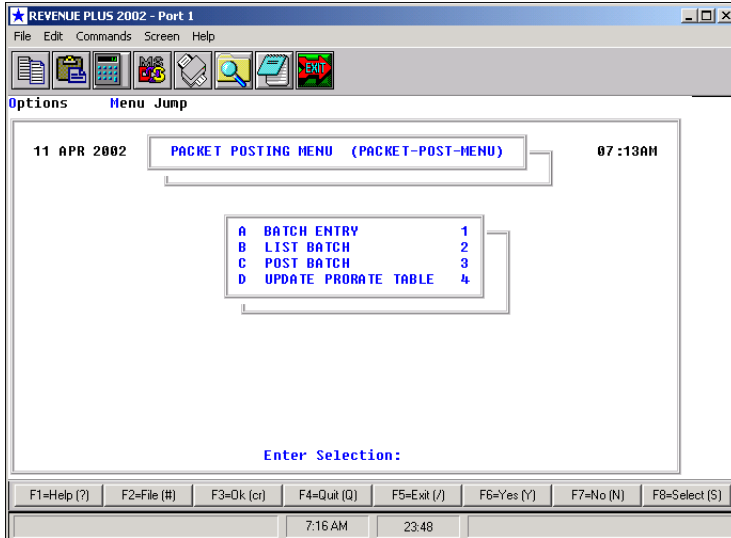 REVENUE PLUS 2002 - Port 1
File Edit Commands Screen Help
MS DOS EXIT
Options Menu Jump
11 APR 2002 PACKET POSTING MENU (PACKET-POST-MENU) 07:13AM
A BATCH ENTRY 1
B LIST BATCH 2
C POST BATCH 3
D UPDATE PRORATE TABLE 4
Enter Selection:
F1=Help (?) F2=File (#) F3=Ok (cr) F4=Quit (Q) F5=Exit (/) F6=Yes (Y) F7=No (N) F8=Select (S)
7:16 AM 23:48